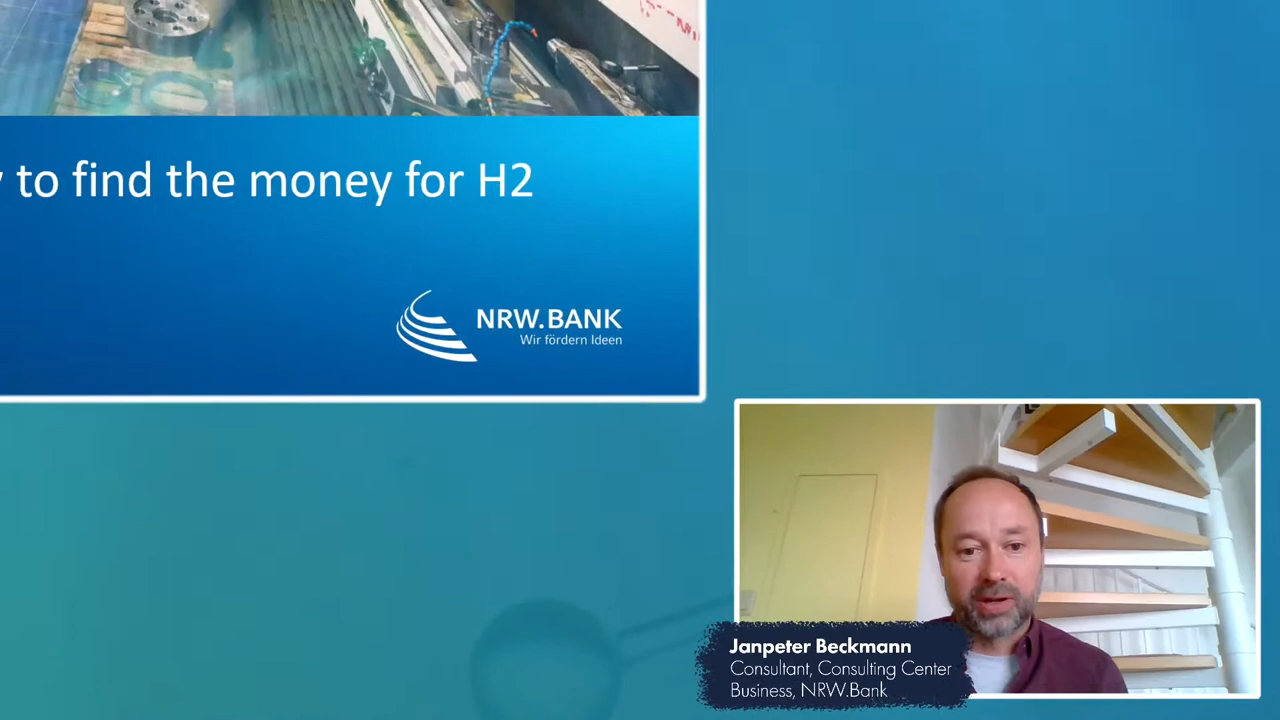 to find the money for H2
NRW.BANK
Wir fördern Ideen
Janpeter Beckmann
Consultant, Consulting Center
Business, NRW.Bank